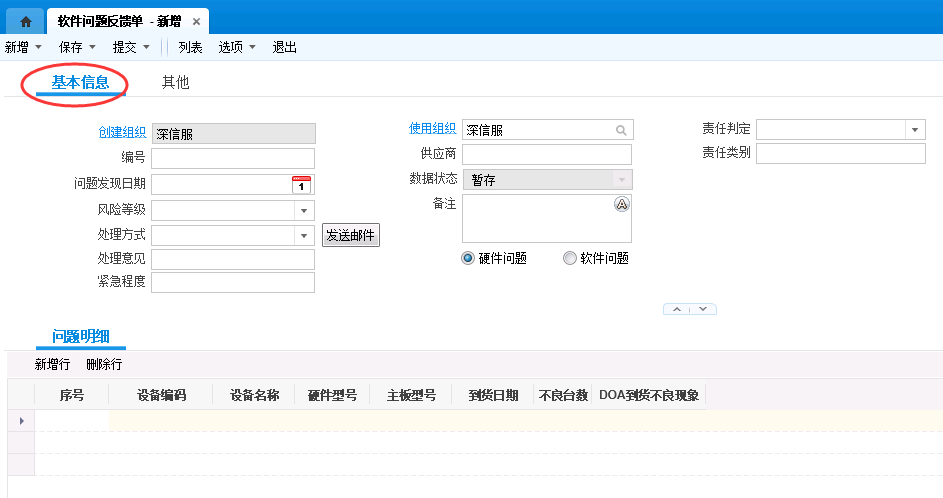 软件问题反馈单 - 新增 ×
新增 保存 提交 列表 选项 退出
基本信息 其他
创建组织 深信服 使用组织 深信服 责任判定
编号 供应商 责任类别
问题发现日期 1 数据状态 暂存
风险等级 备注 A
处理方式 发送邮件
处理意见 硬件问题 软件问题
紧急程度
问题明细
新增行 删除行
序号 设备编码 设备名称 硬件型号 主板型号 到货日期 不良台数 DOA到货不良现象